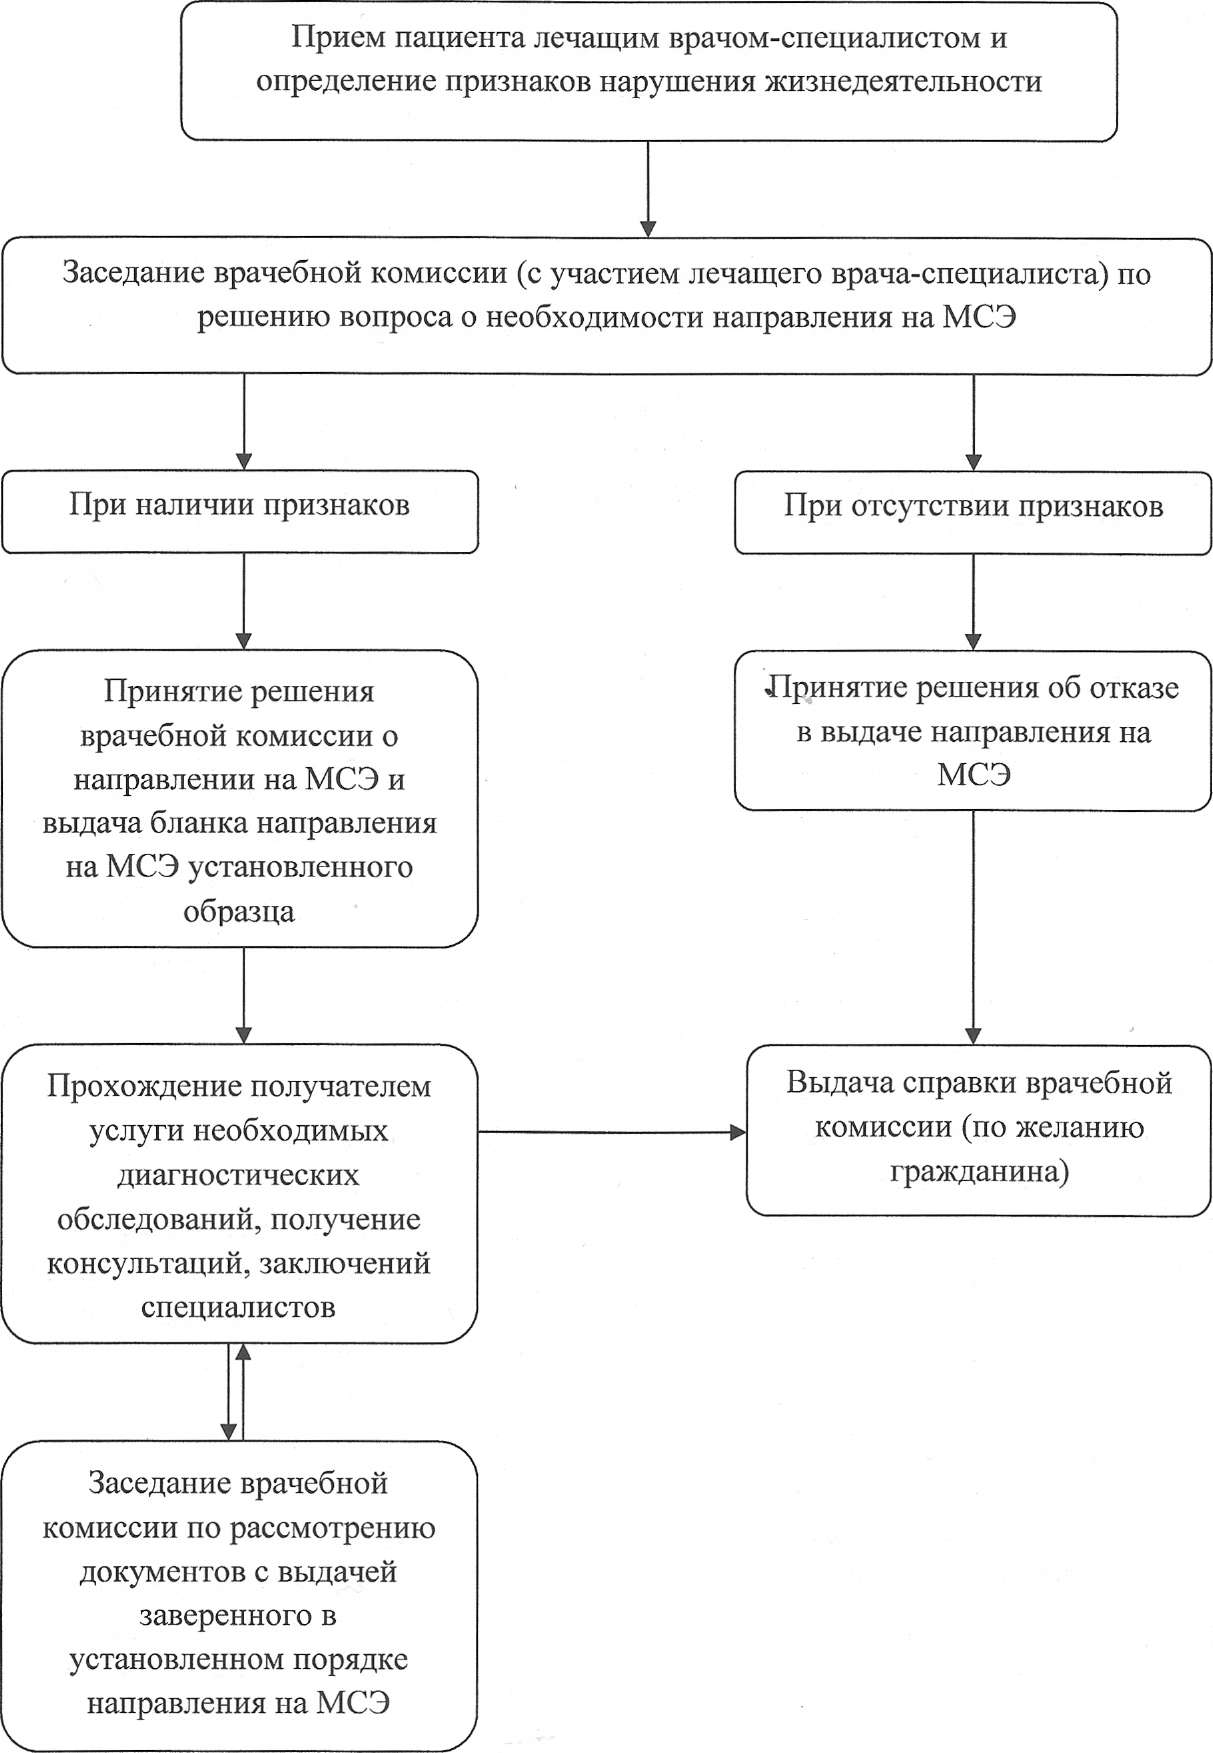 Прием пациента лечащим врачом-специалистом и
определение признаков нарушения жизнедеятельности
Заседание врачебной комиссии (с участием лечащего врача-специалиста) по
решению вопроса о необходимости направления на МСЭ
При наличии признаков
При отсутствии признаков
Принятие решения
врачебной комиссии о
направлении на МСЭ и
выдача бланка направления
на МСЭ установленного
образца
Принятие решения об отказе
в выдаче направления на
МСЭ
Прохождение получателем
услуги необходимых
диагностических
обследований, получение
консультаций, заключений
специалистов
Выдача справки врачебной
комиссии (по желанию
гражданина)
Заседание врачебной
комиссии по рассмотрению
документов с выдачей
заверенного в
установленном порядке
направления на МСЭ